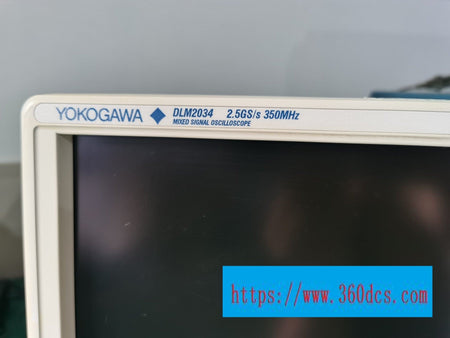 YOKOGAWA ◆ DLM2034 2.5GS/s 350MHz
MIXED SIGNAL OSCILLOSCOPE
https://www.360dcs.com